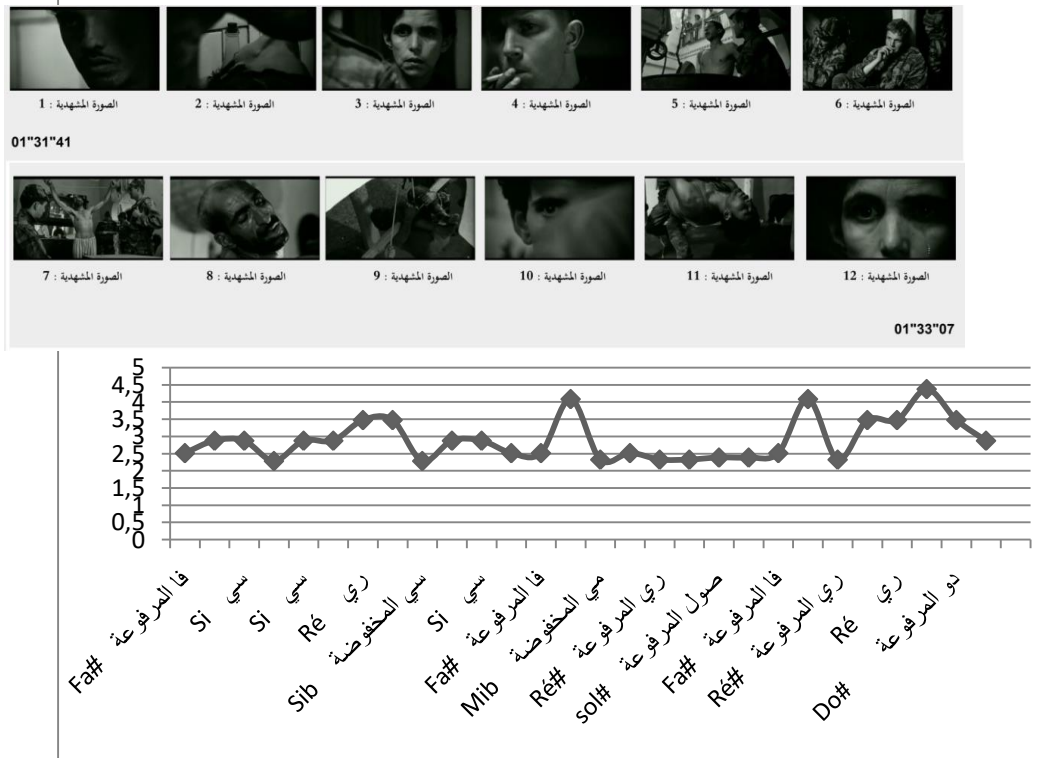 الصورة المشهدية : 1
الصورة المشهدية : 2
الصورة المشهدية : 3
الصورة المشهدية : 4
الصورة المشهدية : 5
الصورة المشهدية : 6
01"31"41
الصورة المشهدية : 7
الصورة المشهدية : 8
الصورة المشهدية : 9
الصورة المشهدية : 10
الصورة المشهدية : 11
الصورة المشهدية : 12
01"33"07
5
4,5
4
3,5
3
2,5
2
1,5
1
0,5
0
Fa# فا المرفوعة
Si سي
Si سي
Ré ري
Sib سي المخفوضة
Si سي
Fa# فا المرفوعة
Mib مي المخفوضة
Ré# ري المرفوعة
sol# صول المرفوعة
Fa# فا المرفوعة
Ré# ري المرفوعة
Ré ري
Do# دو المرفوعة